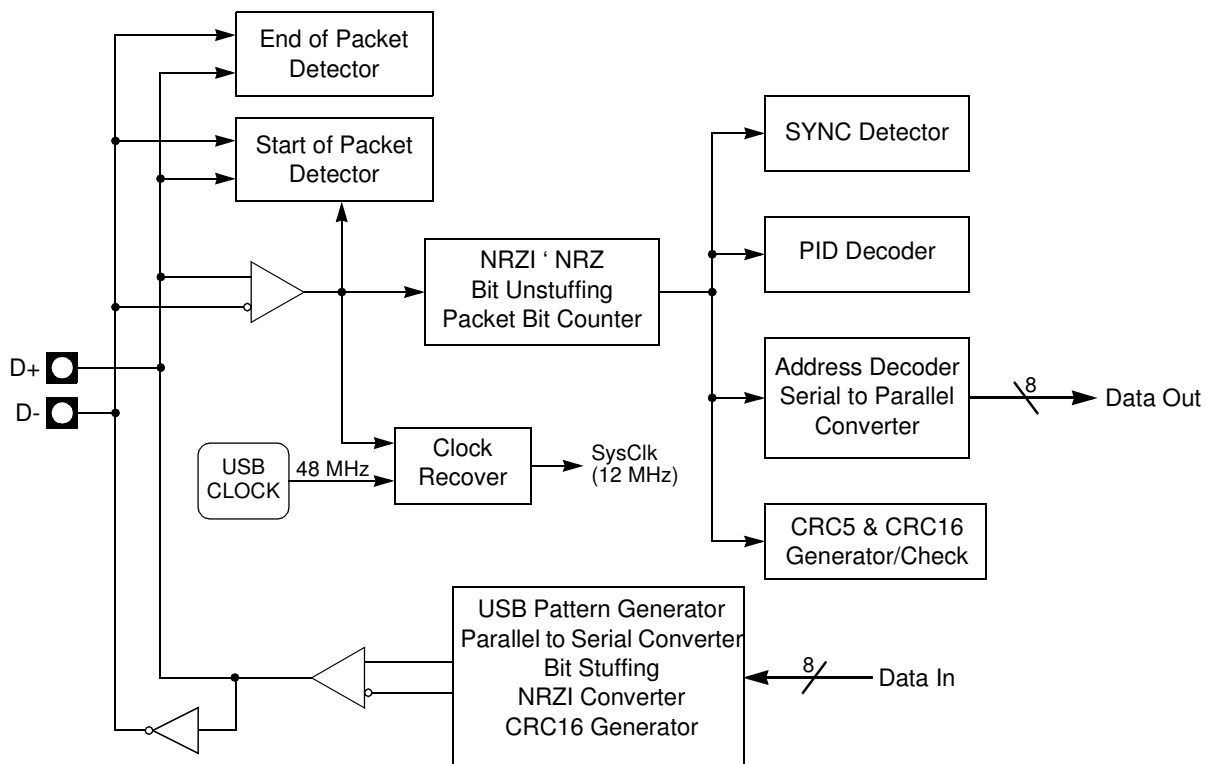 End of Packet
Detector
Start of Packet
Detector
SYNC Detector
NRZI ‘ NRZ
Bit Unstuffing
Packet Bit Counter
PID Decoder
D+
D-
Address Decoder
Serial to Parallel
Converter
8
Data Out
USB
CLOCK
48 MHz
Clock
Recover
SysClk
(12 MHz)
CRC5 & CRC16
Generator/Check
USB Pattern Generator
Parallel to Serial Converter
Bit Stuffing
NRZI Converter
CRC16 Generator
8
Data In